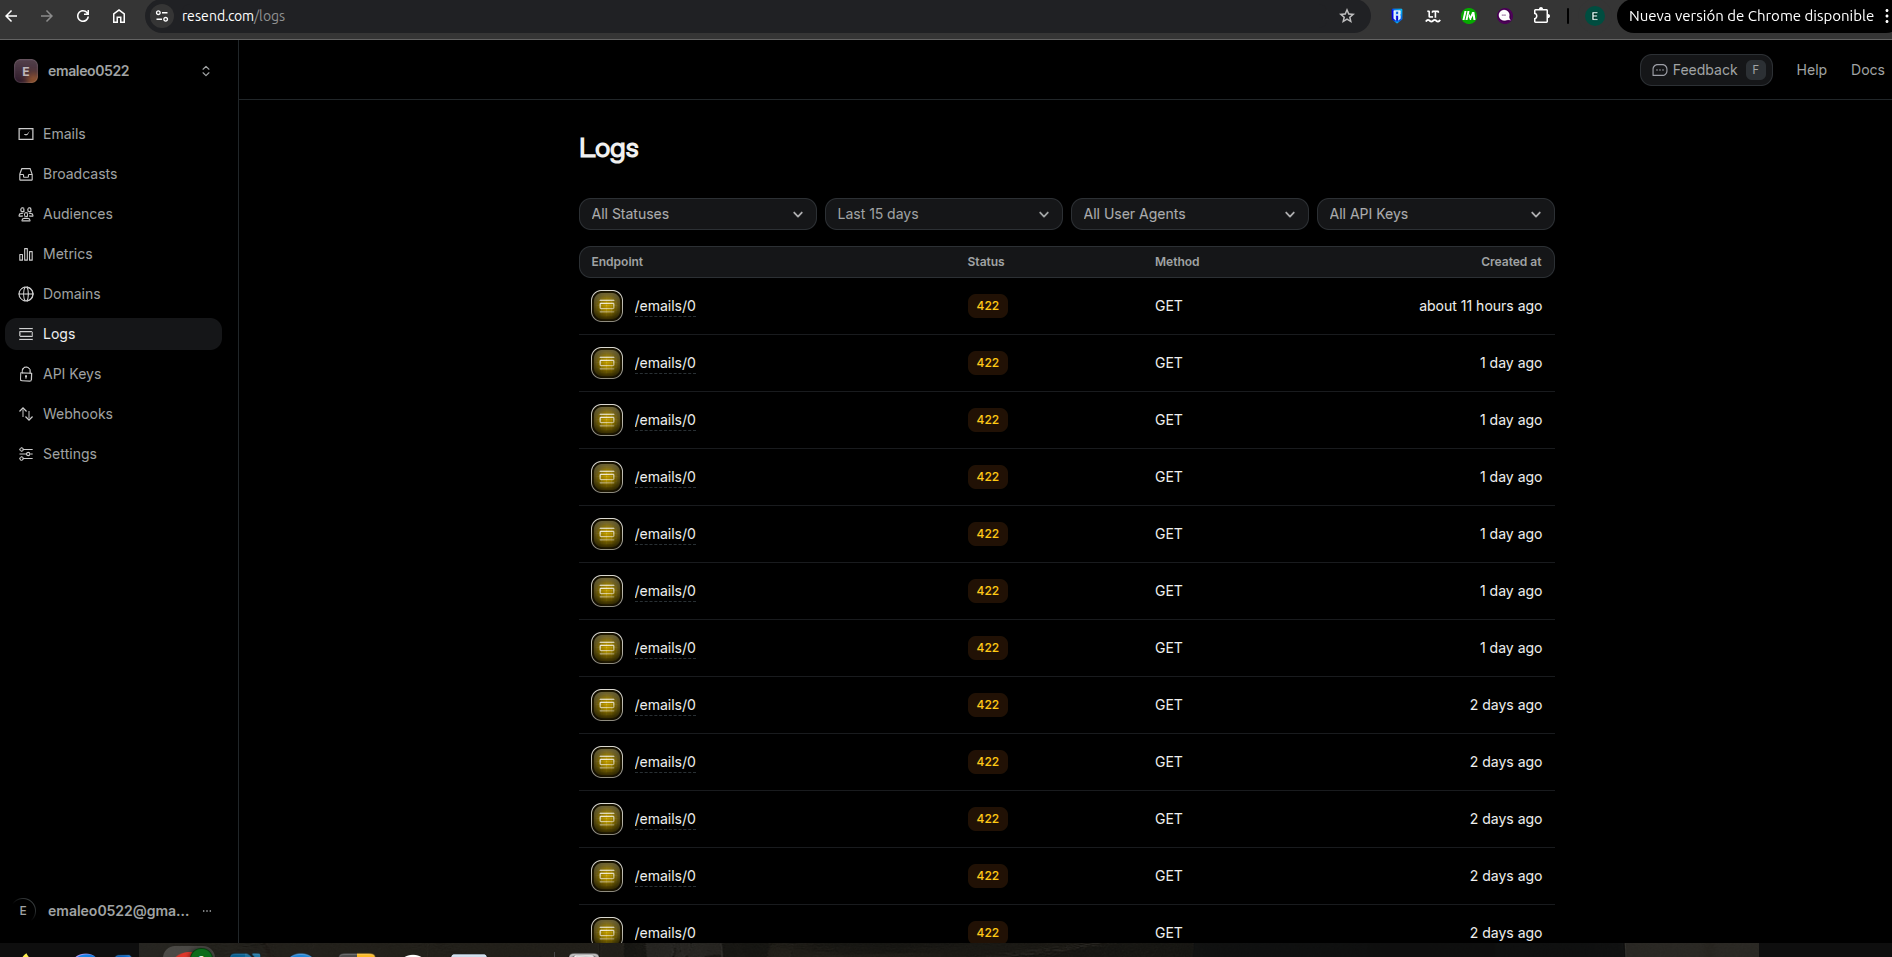 resend.com/logs
E
Nueva versión de Chrome disponible
E emaleo0522
Feedback F Help Docs
Emails
Broadcasts
Audiences
Metrics
Domains
Logs
API Keys
Webhooks
Settings
Logs
All Statuses Last 15 days All User Agents All API Keys
Endpoint Status Method Created at
/emails/0 422 GET about 11 hours ago
/emails/0 422 GET 1 day ago
/emails/0 422 GET 1 day ago
/emails/0 422 GET 1 day ago
/emails/0 422 GET 1 day ago
/emails/0 422 GET 1 day ago
/emails/0 422 GET 1 day ago
/emails/0 422 GET 2 days ago
/emails/0 422 GET 2 days ago
/emails/0 422 GET 2 days ago
/emails/0 422 GET 2 days ago
/emails/0 422 GET 2 days ago
E emaleo0522@gma... ...